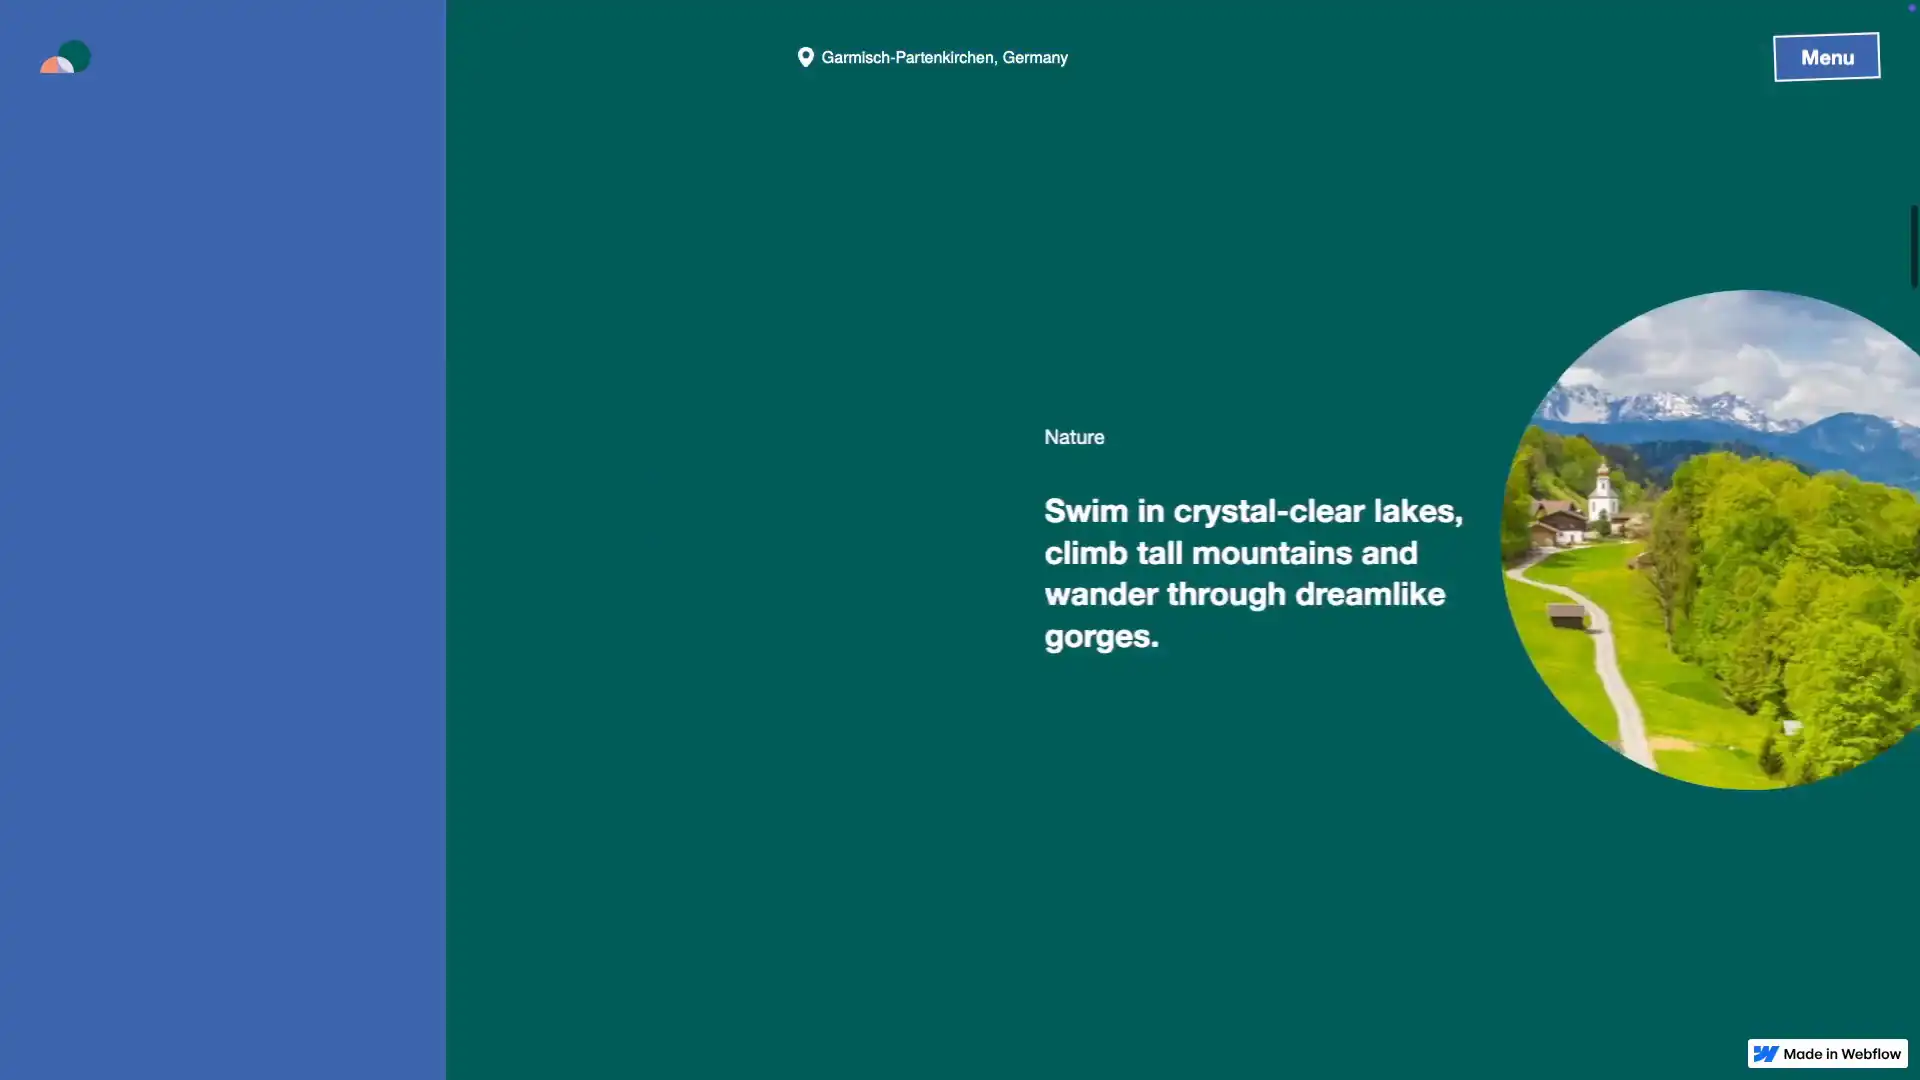 Garmisch-Partenkirchen, Germany
Menu
Nature
Swim in crystal-clear lakes,
climb tall mountains and
wander through dreamlike
gorges.
Made in Webflow